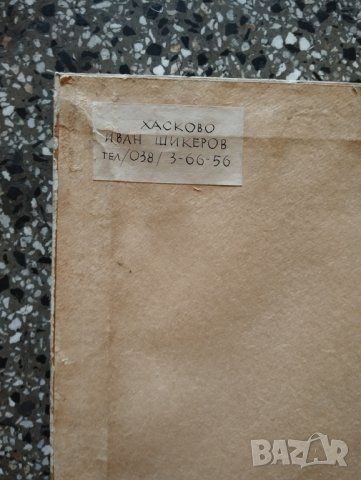 ХАСКОВО
ИВАН ШИКЕРОВ
ТЕЛ/038/ 3-66-56
BAZAR